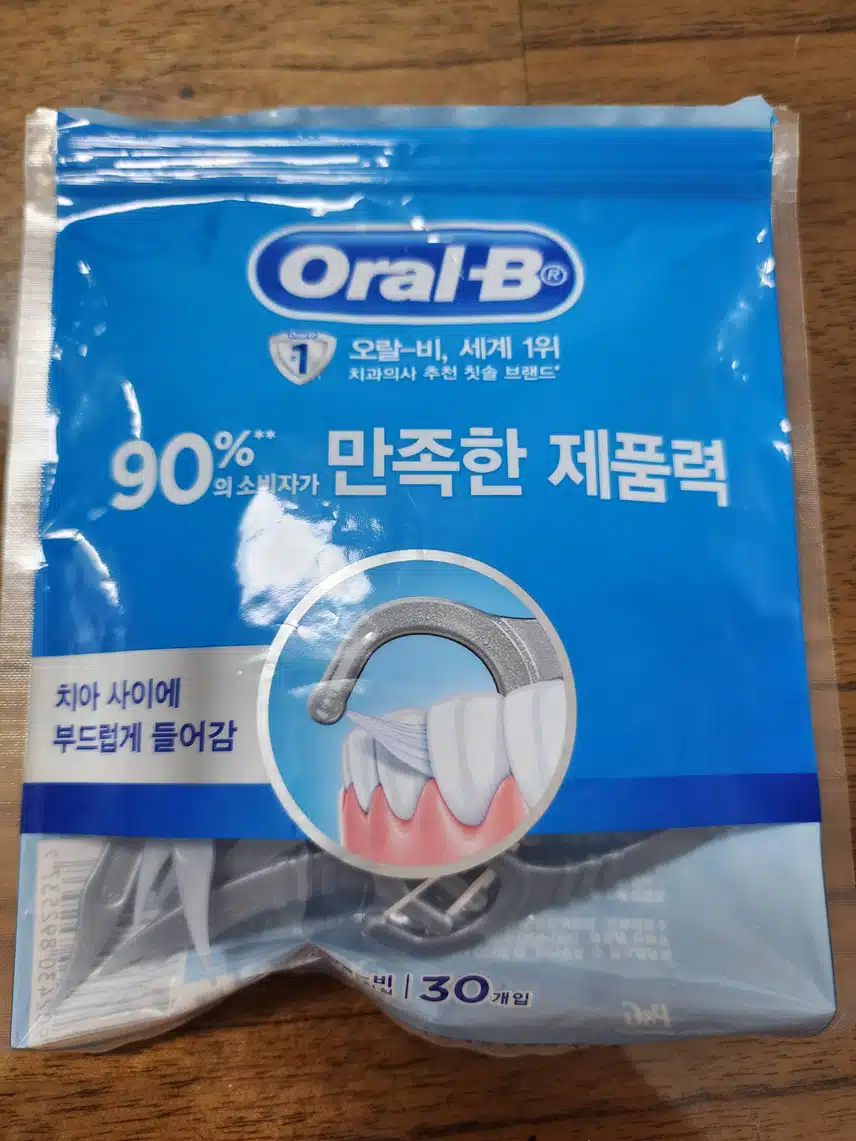 Oral-B®
1
오랄-비, 세계 1위
치과의사 추천 칫솔 브랜드*
90%**의 소비자가 만족한 제품력
치아 사이에
부드럽게 들어감
30개입
P&G